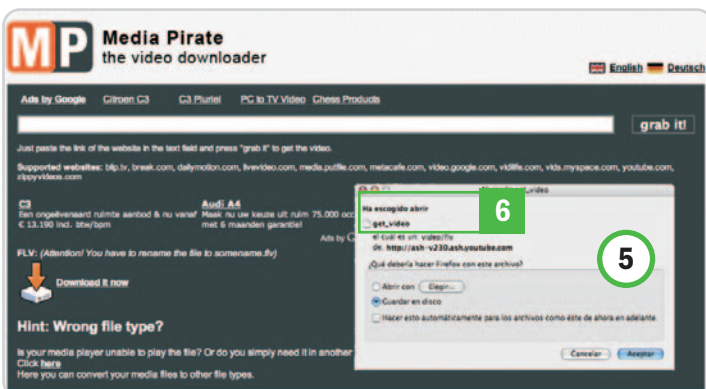 MP Media Pirate
the video downloader
English Deutsch
Ads by Google Citroen C3 C3 Pluriel PC to TV Video Chess Products
grab it!
Just paste the link of the website in the text field and press "grab it" to get the video.
Supported websites: blip.tv, break.com, dailymotion.com, livevideo.com, media.putfile.com, metacafe.com, video.google.com, vidilife.com, vids.myspace.com, youtube.com,
zippyvideos.com
C3
Een ongeëvenaard ruimte aanbod & nu vanaf
€ 13.190 incl. btw/bpm
Audi A4
Maak nu uw keuze uit ruim 75.000 occ
met 6 maanden garantie!
Ads by G
FLV: (Attention! You have to rename the file to somename.flv)
Download it now
Hint: Wrong file type?
Is your media player unable to play the file? Or do you simply need it in another
Click here
Here you can convert your media files to other file types.
_video
Ha escogido abrir
6
get_video
el cual es un: video/flv
de: http://ash-v230.ash.youtube.com
5
¿Qué debería hacer Firefox con este archivo?
Abrir con Elegir...
Guardar en disco
Hacer esto automáticamente para los archivos como éste de ahora en adelante.
Cancelar Aceptar